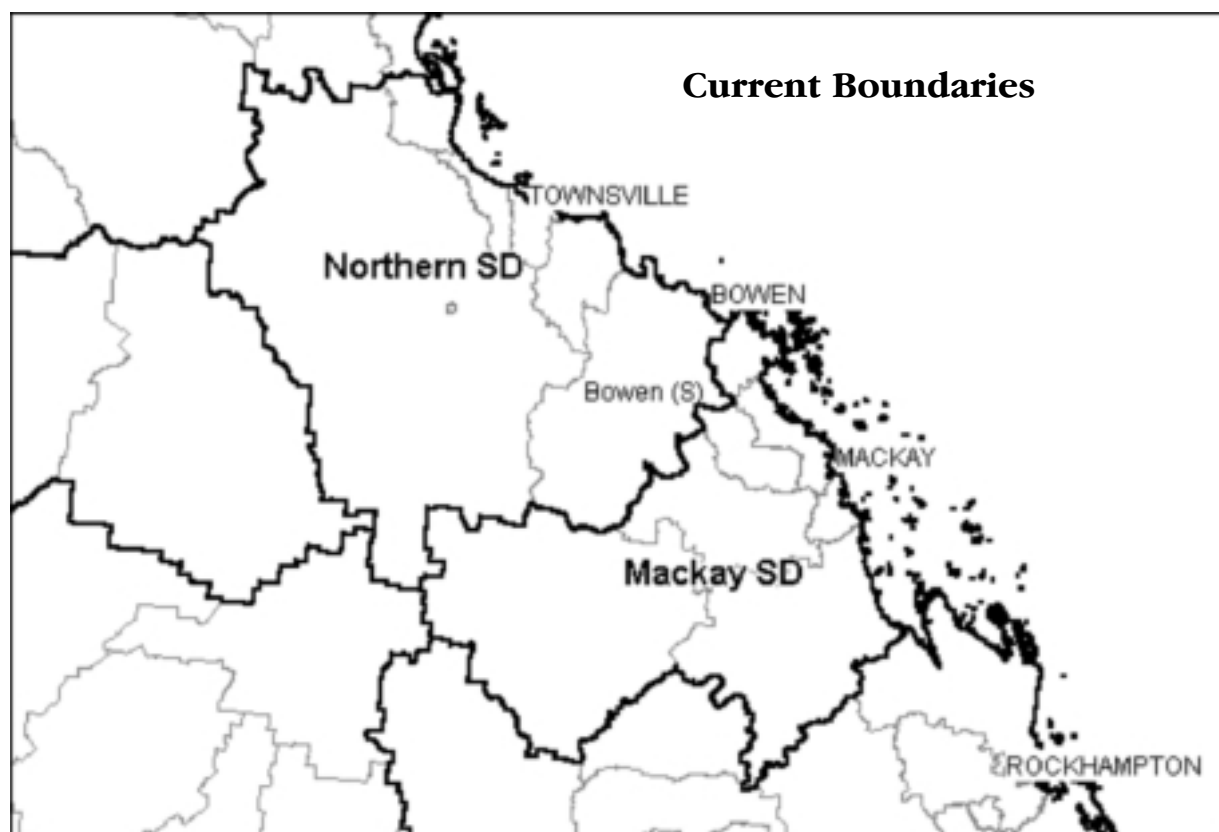 Current Boundaries
TOWNSVILLE
Northern SD
BOWEN
Bowen (S)
MACKAY
Mackay SD
ROCKHAMPTON